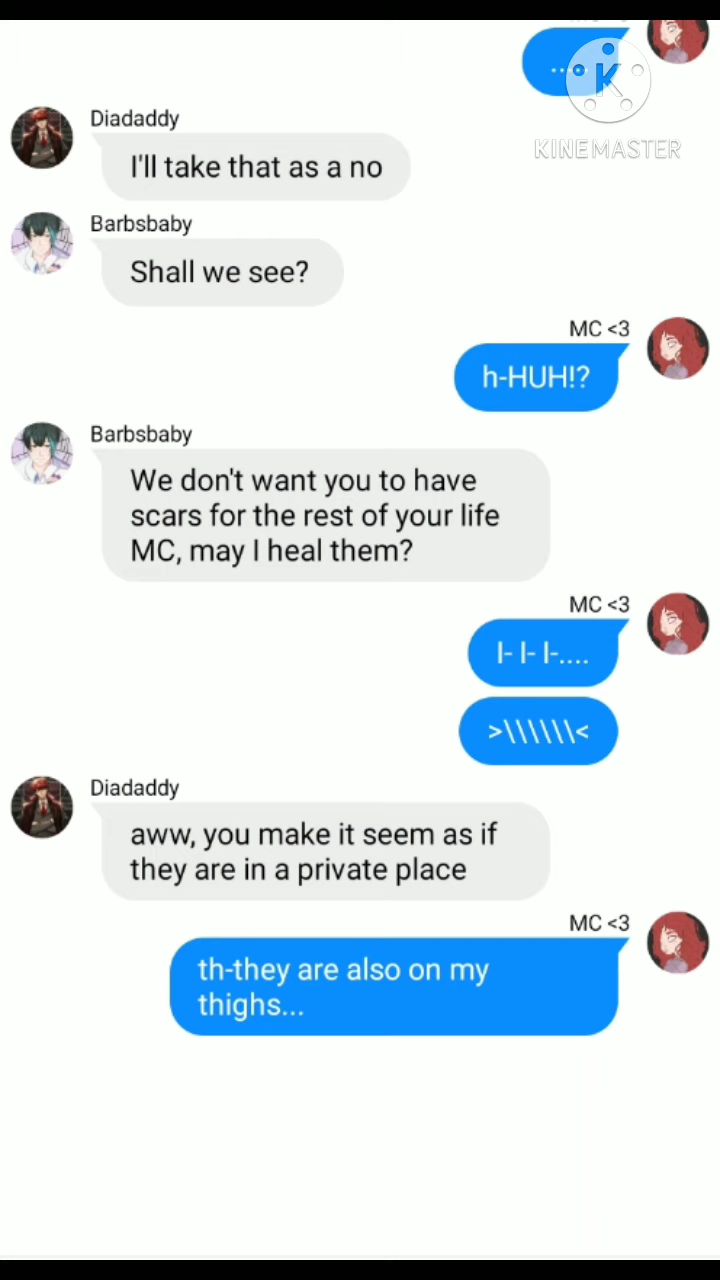 ....
K
KINEMASTER
Diadaddy
I'll take that as a no
Barbsbaby
Shall we see?
MC <3
h-HUH!?
Barbsbaby
We don't want you to have
scars for the rest of your life
MC, may I heal them?
MC <3
I- I- I-....
>\\\\\\<
Diadaddy
aww, you make it seem as if
they are in a private place
MC <3
th-they are also on my
thighs...